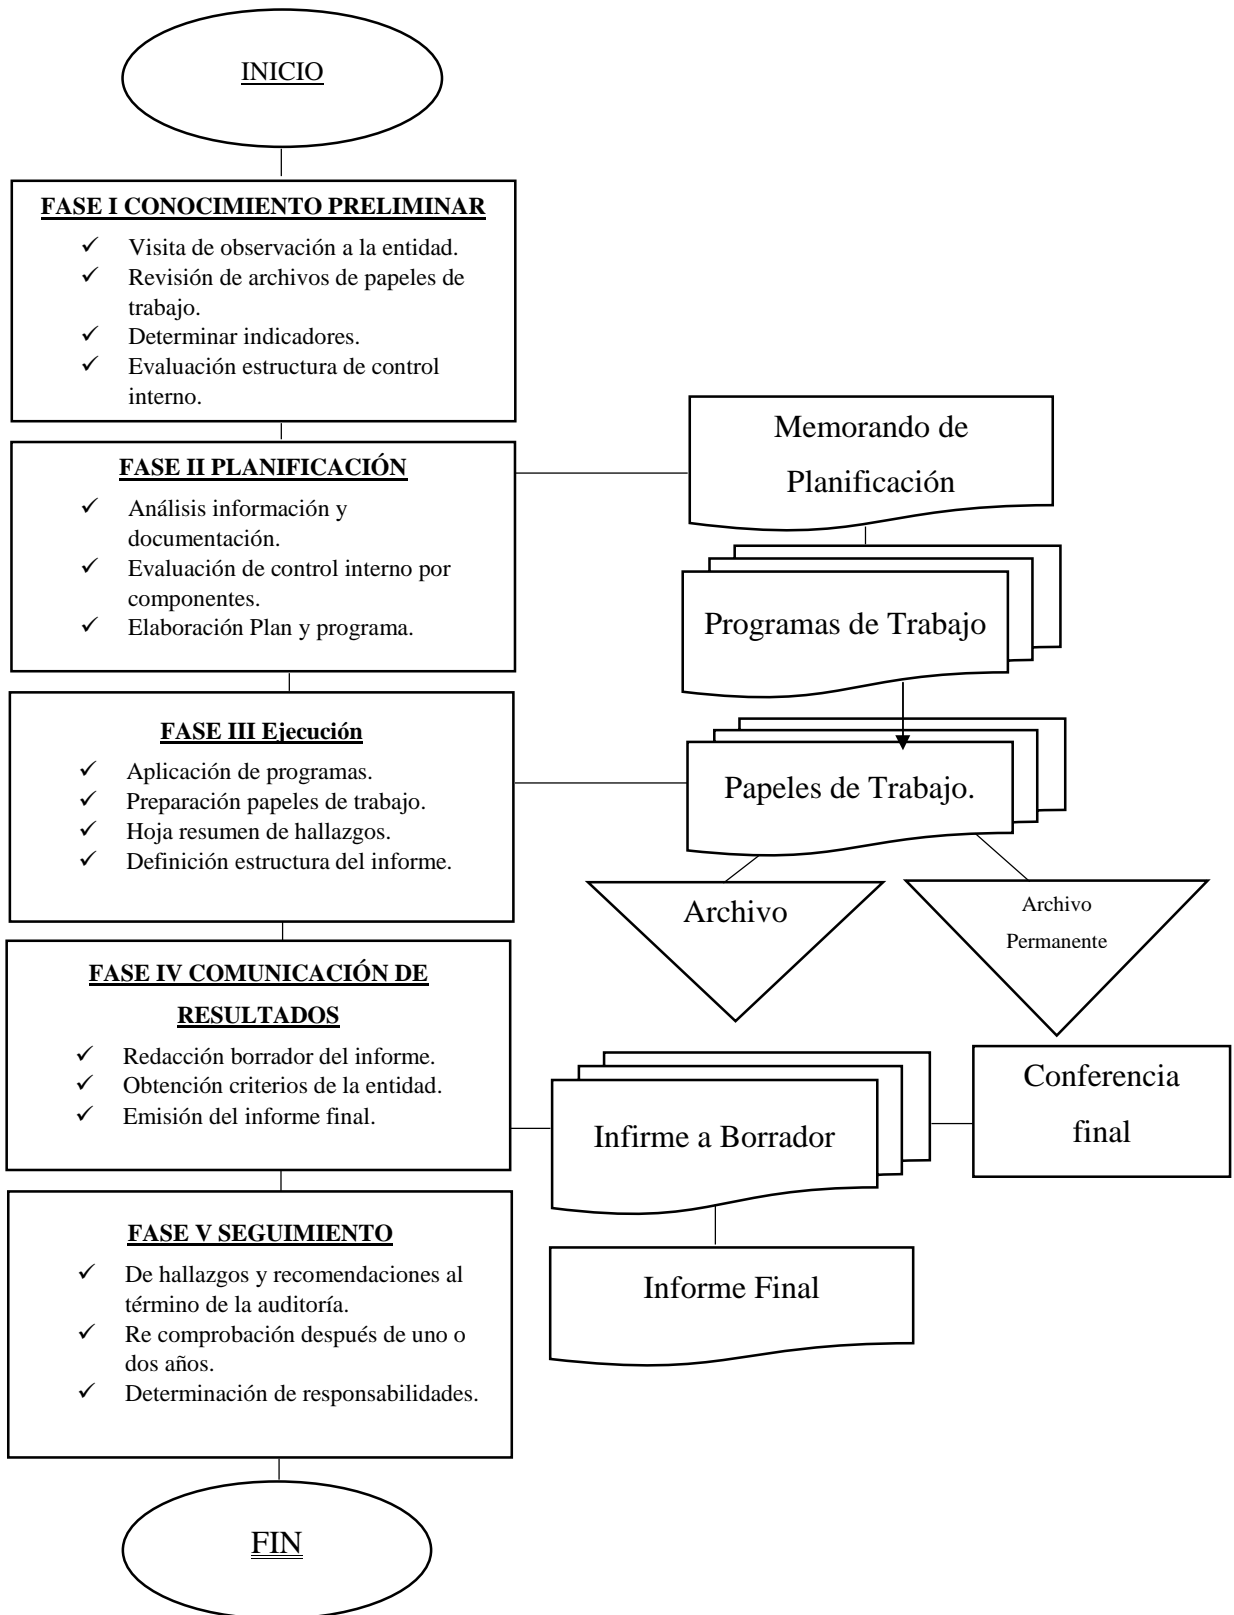 INICIO
FASE I CONOCIMIENTO PRELIMINAR
✓ Visita de observación a la entidad.
✓ Revisión de archivos de papeles de
trabajo.
✓ Determinar indicadores.
✓ Evaluación estructura de control
interno.
FASE II PLANIFICACIÓN
✓ Análisis información y
documentación.
✓ Evaluación de control interno por
componentes.
✓ Elaboración Plan y programa.
Memorando de
Planificación
Programas de Trabajo
FASE III Ejecución
✓ Aplicación de programas.
✓ Preparación papeles de trabajo.
✓ Hoja resumen de hallazgos.
✓ Definición estructura del informe.
Papeles de Trabajo.
Archivo
Archivo
Permanente
FASE IV COMUNICACIÓN DE
RESULTADOS
✓ Redacción borrador del informe.
✓ Obtención criterios de la entidad.
✓ Emisión del informe final.
Infirme a Borrador
Conferencia
final
FASE V SEGUIMIENTO
✓ De hallazgos y recomendaciones al
término de la auditoría.
✓ Re comprobación después de uno o
dos años.
✓ Determinación de responsabilidades.
Informe Final
FIN